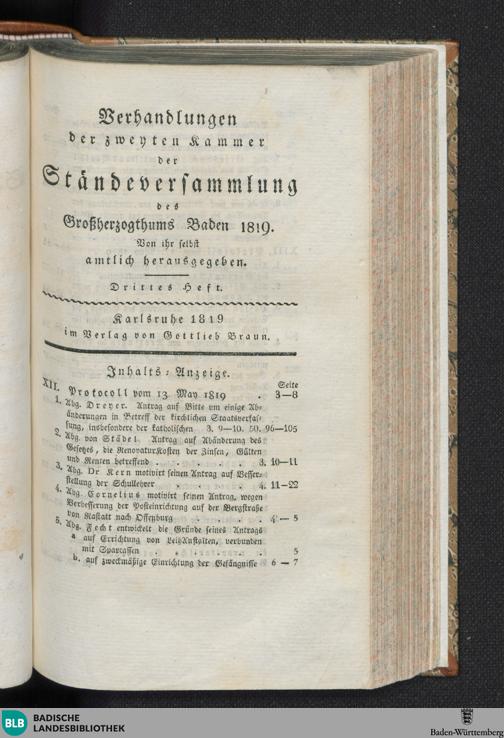 Verhandlungen
der zweyten Kammer
der
Ständeversammlung
des
Großherzogthums Baden 1819.
Von ihr selbst
amtlich herausgegeben.
Drittes Heft.
Karlsruhe 1819
im Verlag von Gottlieb Braun.
Inhalts-Anzeige.
Seite
XII. Protocoll vom 13 May 1819 . 3—8
1. Abg. Dreyer. Antrag auf Bitte um einige Ab-
änderungen in Betreff der kirchlichen Staatsverfas-
sung, insbesondere der katholischen 3. 9—10. 50. 96—105
2. Abg. von Städel. Antrag auf Abänderung des
Gesetzes, die RenovaturKosten der Zinsen, Gülten
und Renten betreffend . . . . . 3. 10—11
3. Abg. Dr Kern motivirt seinen Antrag auf Besser-
stellung der Schullehrer . . . . 4. 11—22
4. Abg. Cornelius motivirt seinen Antrag, wegen
Verbesserung der Posteinrichtung auf der Bergstraße
von Rastatt nach Offenburg . . . . 4 — 5
5. Abg. Fecht entwickelt die Gründe seines Antrags
a auf Errichtung von LeihAnstalten, verbunden
mit Sparcassen . . . . . 5
b. auf zweckmäßige Einrichtung der Gefängnisse 6 — 7
BLB BADISCHE
LANDESBIBLIOTHEK
Baden-Württemberg